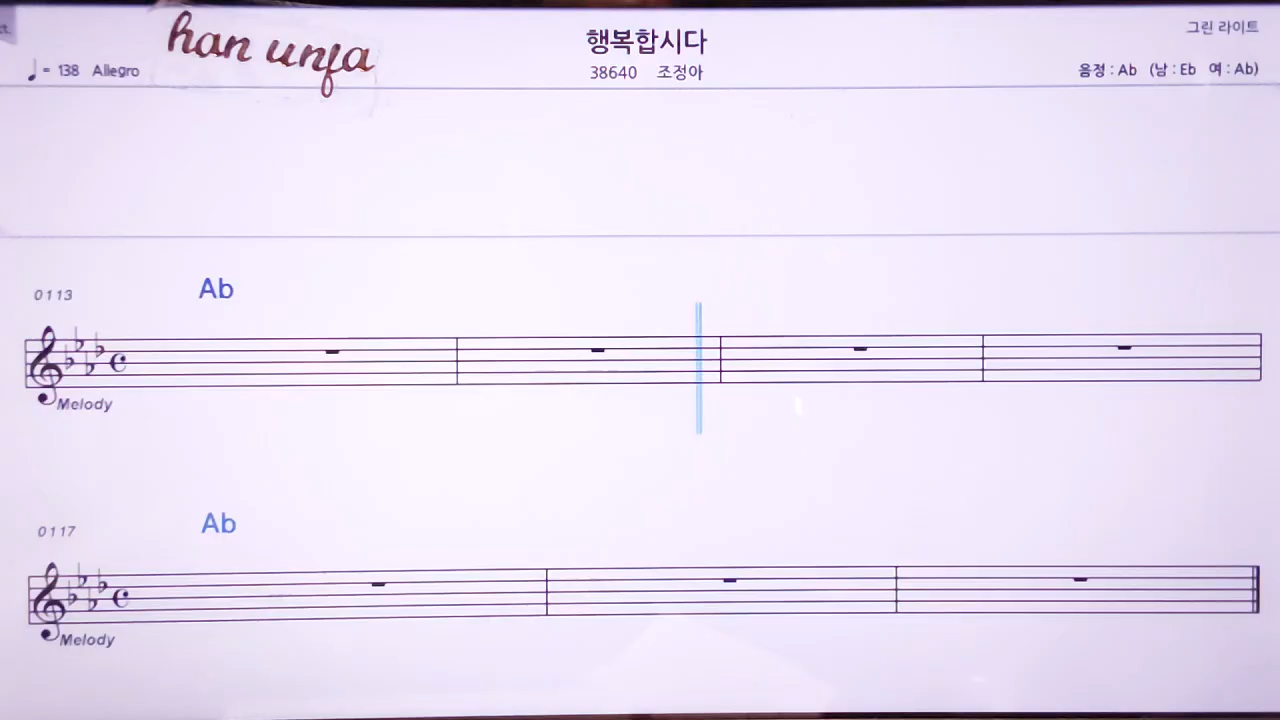 han unfa
행복합시다
그린 라이트
♩= 138 Allegro
38640 조정아
음정 : Ab (남 : Eb 여 : Ab)
0113
Ab
Melody
0117
Ab
Melody